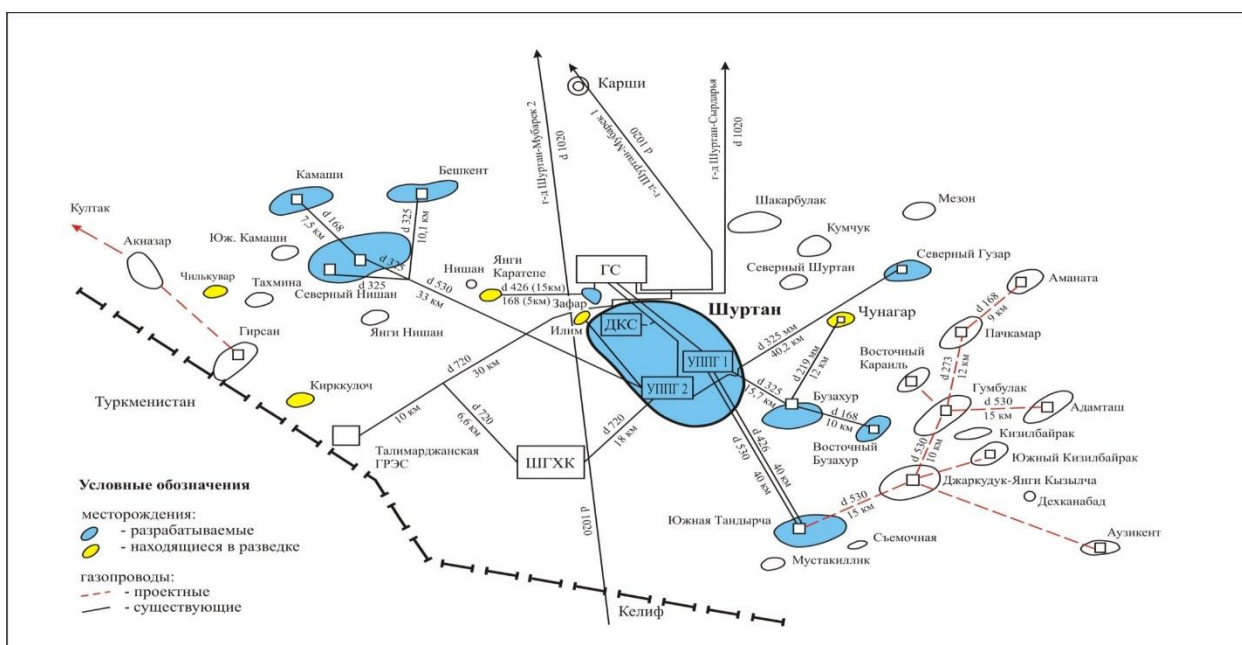 Карши
г-д Шуртан-Мубарек 2
d 1020
г-д Шуртан-Мубарек 1
d 1020
г-д Шуртан-Сырдарья
d 1020
Камаши
Бешкент
d 168
7,5 км
d 325
10,1 км
Култак
Акназар
Юж. Камаши
Чилькувар
Тахмина
d 325
d 325
Северный Нишан
d 530
33 км
Янги Нишан
Нишан
Янги
Каратепе
d 426 (15км)
168 (5км)
Зафар
Илим
ГС
ДКС
Шуртан
УППГ 1
УППГ 2
Шакарбулак
Мезон
Кумчук
Северный Шуртан
Северный Гузар
d 325 мм
40,2 км
Чунагар
d 219 мм
12 км
d 325
15,7 км
Бузахур
d 168
10 км
Восточный
Бузахур
Аманата
d 168
9 км
Пачкамар
Восточный
Караиль
d 273
12 км
Гумбулак
d 530
15 км
Адамташ
Кизилбайрак
d 530
10 км
Южный Кизилбайрак
Джаркудук-Янги Кызылча
Дехканабад
Аузикент
d 426
40 км
d 530
40 км
Южная Тандырча
d 530
15 км
Съемочная
Мустакиллик
Гирсан
Кирккулоч
Туркменистан
d 720
30 км
10 км
d 720
6,6 км
d 720
18 км
ШГХК
Талимарджанская
ГРЭС
d 1020
Келиф
Условные обозначения
месторождения:
- разрабатываемые
- находящиеся в разведке
газопроводы:
- проектные
- существующие